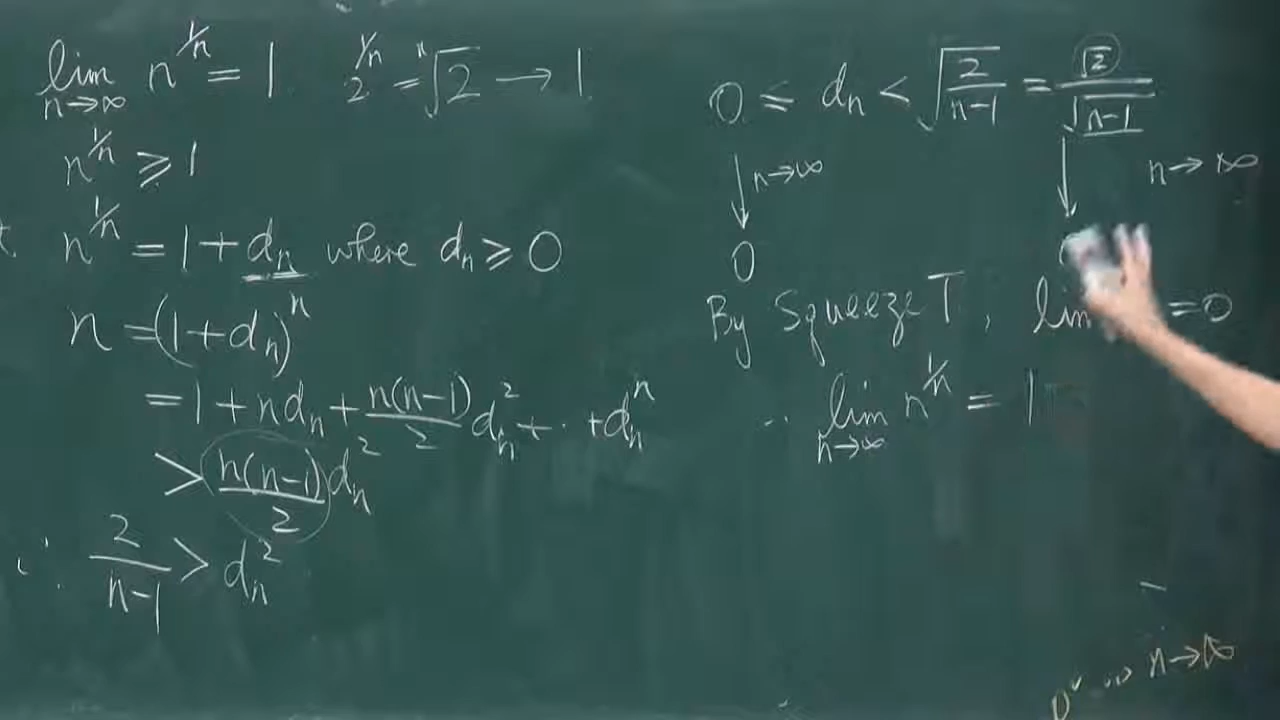 lim n→∞ n^{1/n} = 1   2^{1/n} = ⁿ√2 → 1
n^{1/n} ≥ 1
n^{1/n} = 1 + dₙ where dₙ ≥ 0
n = (1 + dₙ)ⁿ
= 1 + ndₙ + n(n-1)/2 dₙ² + ·· + dₙⁿ
> n(n-1)/2 dₙ²
∴ 2/(n-1) > dₙ²
0 ≤ dₙ < √(2/(n-1)) = √2/√(n-1)
↓ n→∞   ↓ n→∞
0
By Squeeze T, lim = 0
∴ lim n→∞ n^{1/n} = 1
n→∞